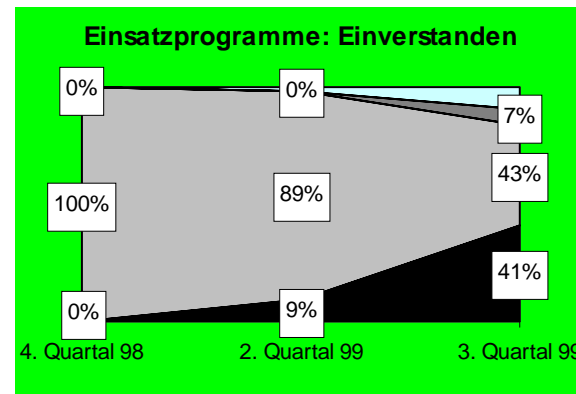 Einsatzprogramme: Einverstanden
0% 0%
7%
100% 89% 43%
41%
0% 9%
4. Quartal 98 2. Quartal 99 3. Quartal 99